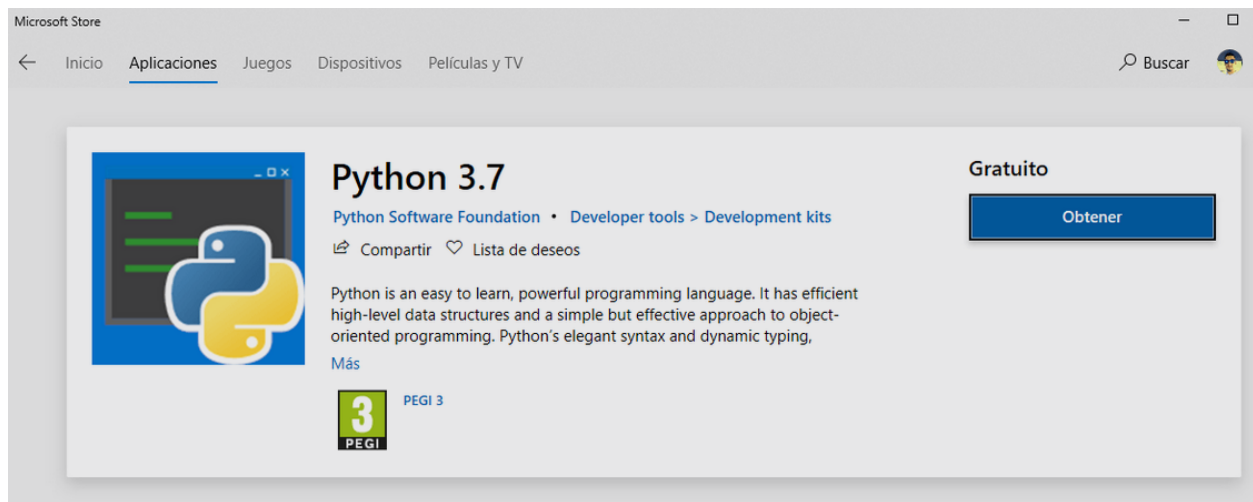 Microsoft Store
Inicio Aplicaciones Juegos Dispositivos Películas y TV Buscar
Python 3.7
Python Software Foundation • Developer tools > Development kits
Compartir Lista de deseos
Python is an easy to learn, powerful programming language. It has efficient
high-level data structures and a simple but effective approach to object-
oriented programming. Python's elegant syntax and dynamic typing,
Más
3
PEGI
PEGI 3
Gratuito
Obtener